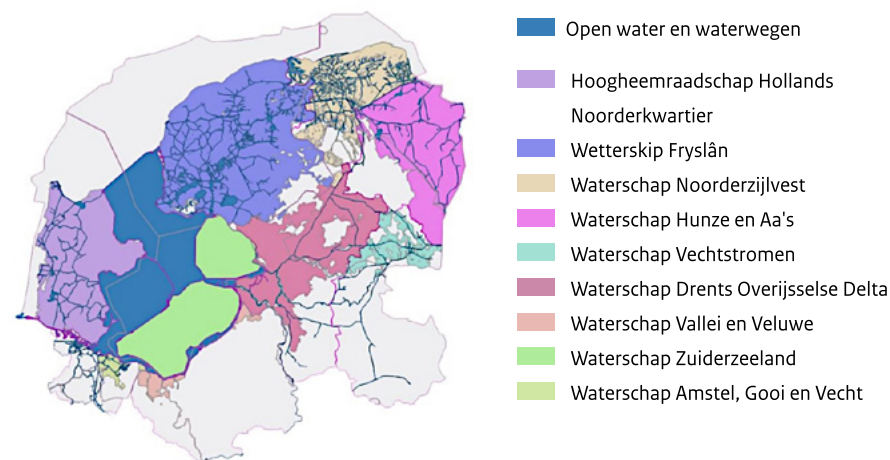 Open water en waterwegen
Hoogheemraadschap Hollands
Noorderkwartier
Wetterskip Fryslân
Waterschap Noorderzijlvest
Waterschap Hunze en Aa's
Waterschap Vechtstromen
Waterschap Drents Overijsselse Delta
Waterschap Vallei en Veluwe
Waterschap Zuiderzeeland
Waterschap Amstel, Gooi en Vecht